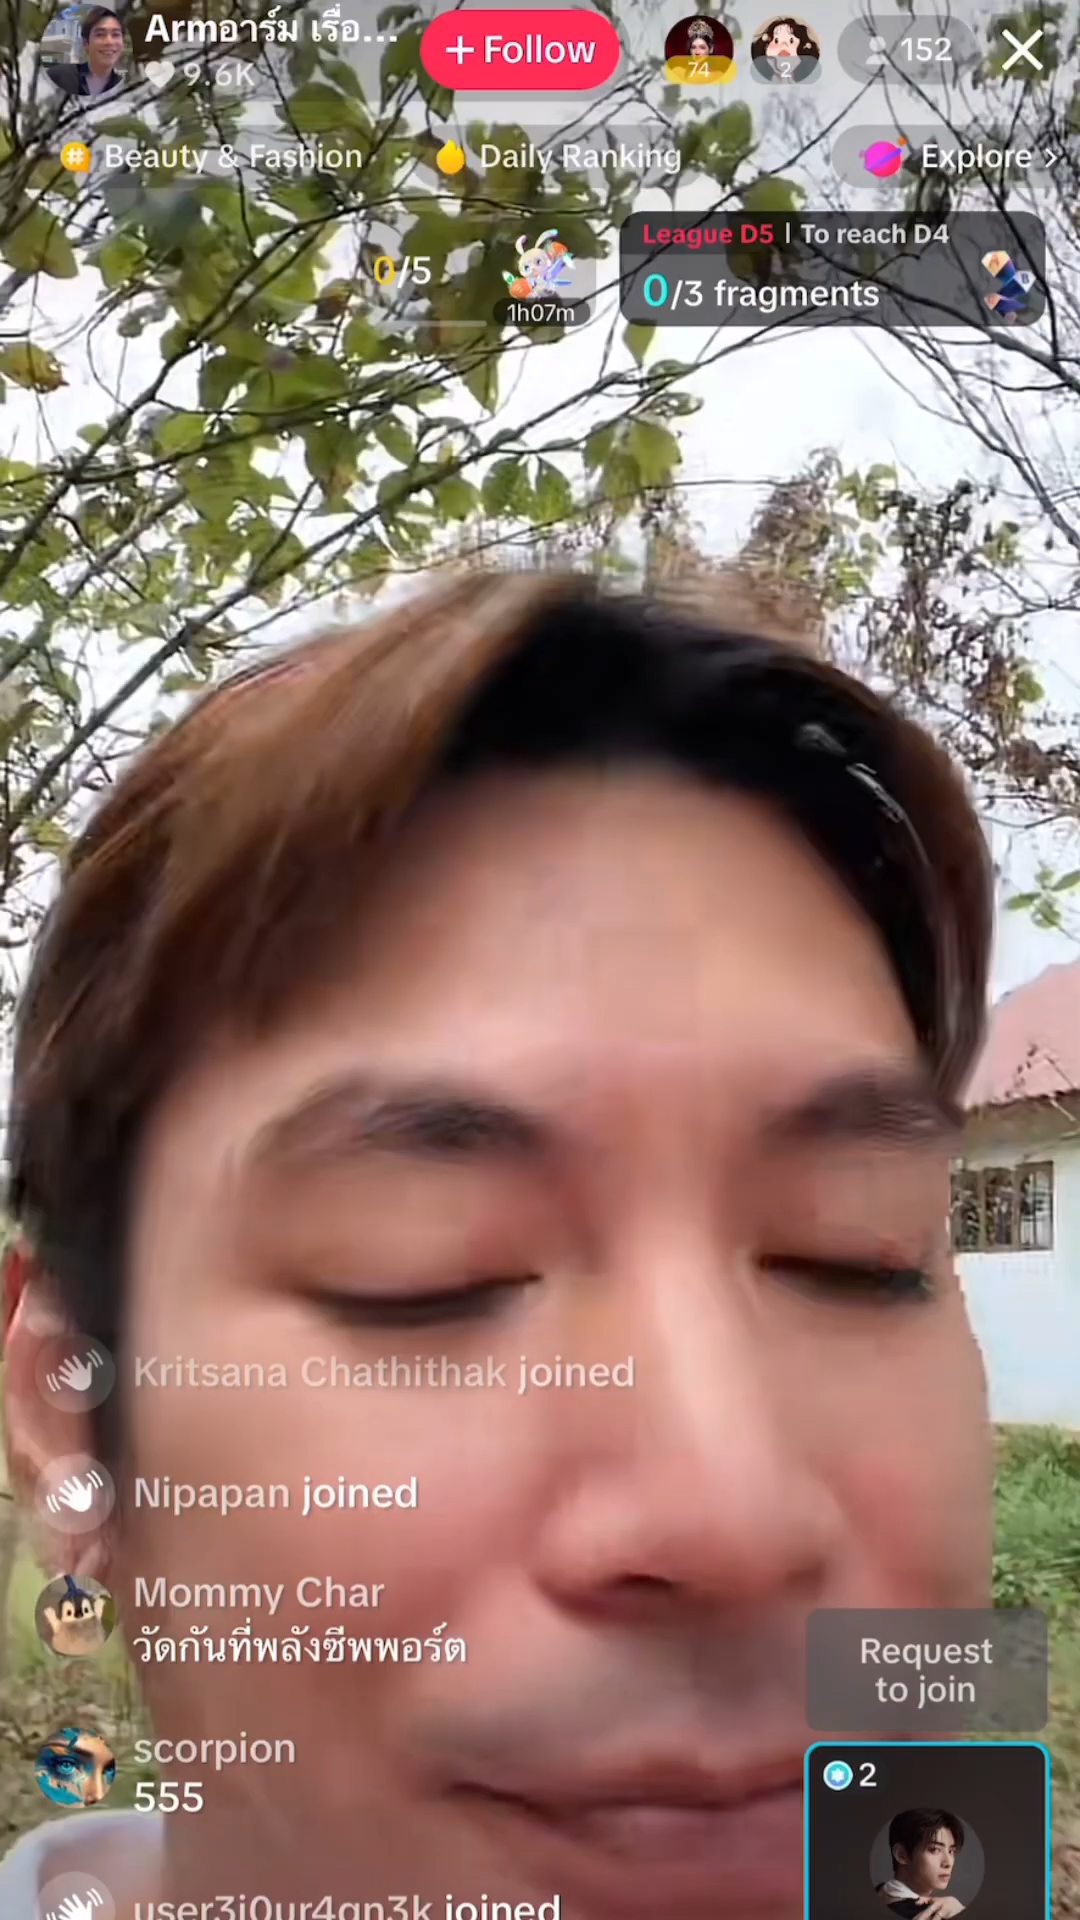 Armอาร์ม เรื่อ...
9.6K
+ Follow
74
2
152
Beauty & Fashion
Daily Ranking
Explore >
0/5
1h07m
League D5 | To reach D4
0/3 fragments
Kritsana Chathithak joined
Nipapan joined
Mommy Char
วัดกันที่พลังซีพพอร์ต
scorpion
555
Request
to join
2
user3i0ur4qn3k joined